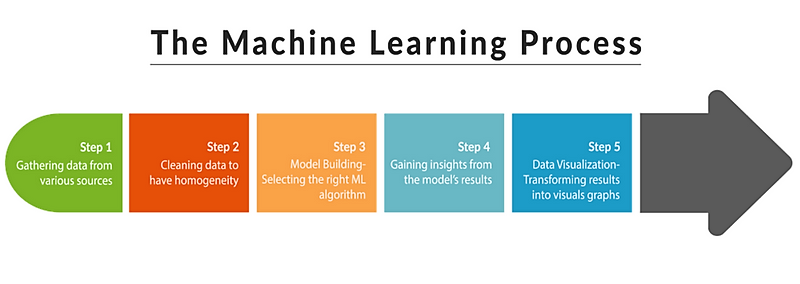 The Machine Learning Process
Step 1
Gathering data from
various sources
Step 2
Cleaning data to
have homogeneity
Step 3
Model Building-
Selecting the right ML
algorithm
Step 4
Gaining insights from
the model's results
Step 5
Data Visualization-
Transforming results
into visuals graphs